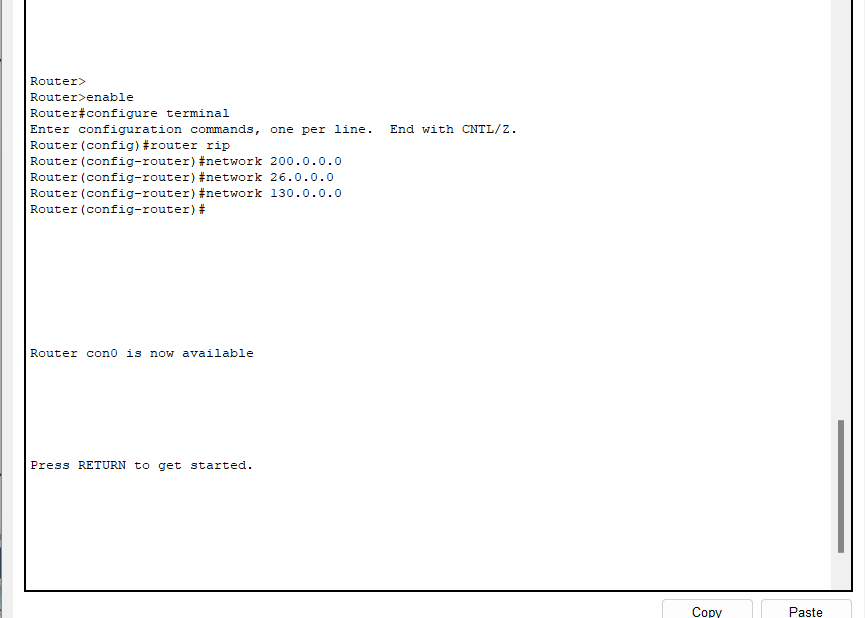 Router>
Router>enable
Router#configure terminal
Enter configuration commands, one per line.  End with CNTL/Z.
Router(config)#router rip
Router(config-router)#network 200.0.0.0
Router(config-router)#network 26.0.0.0
Router(config-router)#network 130.0.0.0
Router(config-router)#
Router con0 is now available
Press RETURN to get started.
Copy
Paste